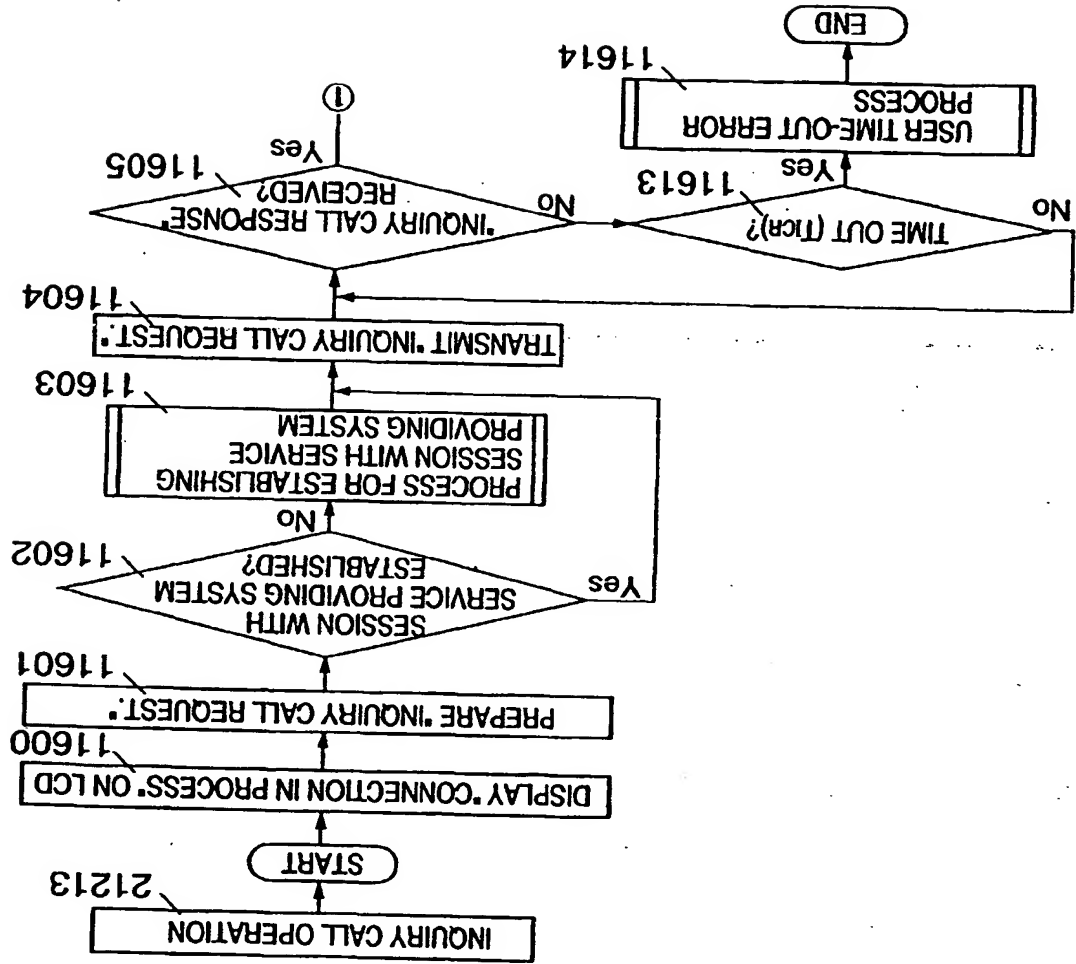 INQUIRY CALL OPERATION
21213
START
DISPLAY "CONNECTION IN PROCESS" ON LCD
11600
PREPARE "INQUIRY CALL REQUEST."
11601
SESSION WITH
SERVICE PROVIDING SYSTEM
ESTABLISHED?
11602
Yes
No
PROCESS FOR ESTABLISHING
SESSION WITH SERVICE
PROVIDING SYSTEM
11603
TRANSMIT "INQUIRY CALL REQUEST."
11604
"INQUIRY CALL RESPONSE"
RECEIVED?
11605
No
Yes
1
TIME OUT (TICR)?
11613
No
Yes
USER TIME-OUT ERROR
PROCESS
11614
END